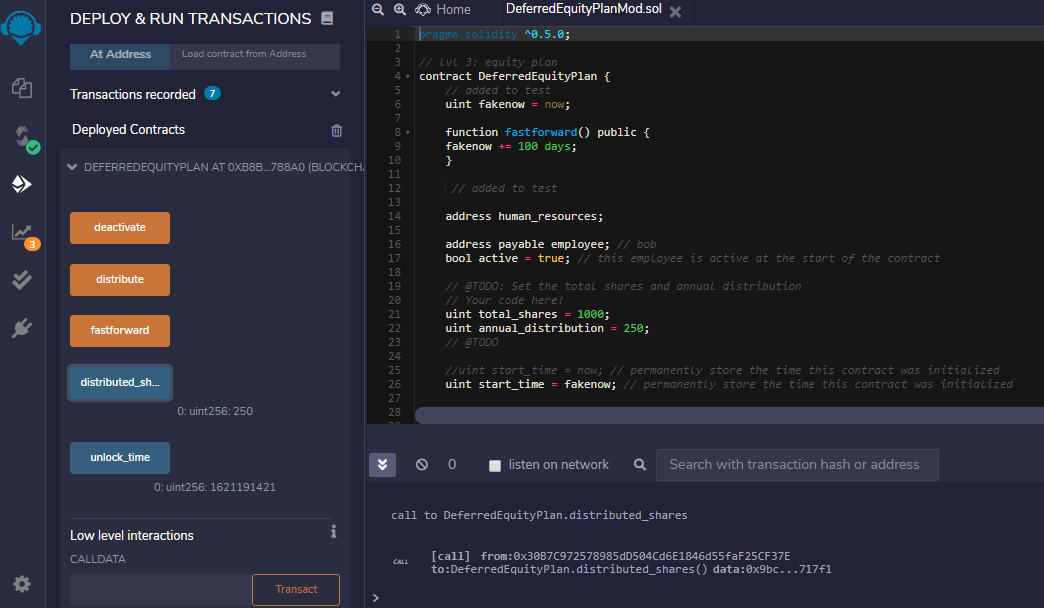 DEPLOY & RUN TRANSACTIONS
At Address
Load contract from Address
Transactions recorded 7
Deployed Contracts
DEFERREDEQUITYPLAN AT 0XB8B...788A0 (BLOCKCHA
deactivate
distribute
fastforward
distributed_sh...
0: uint256: 250
unlock_time
0: uint256: 1621191421
Low level interactions
i
CALLDATA
Transact
3
Home
DeferredEquityPlanMod.sol
1 pragma solidity ^0.5.0;
2
3 // lvl 3: equity plan
4 contract DeferredEquityPlan {
5 // added to test
6 uint fakenow = now;
7
8 function fastforward() public {
9 fakenow += 100 days;
10 }
11
12 // added to test
13
14 address human_resources;
15
16 address payable employee; // bob
17 bool active = true; // this employee is active at the start of the contract
18
19 // @TODO: Set the total shares and annual distribution
20 // Your code here!
21 uint total_shares = 1000;
22 uint annual_distribution = 250;
23 // @TODO
24
25 //uint start_time = now; // permanently store the time this contract was initialized
26 uint start_time = fakenow; // permanently store the time this contract was initialized
27
28
0
listen on network
Search with transaction hash or address
call to DeferredEquityPlan.distributed_shares
CALL
[call] from:0x30B7C972578985dD504Cd6E1846d55faF25CF37E
to:DeferredEquityPlan.distributed_shares() data:0x9bc...717f1
>